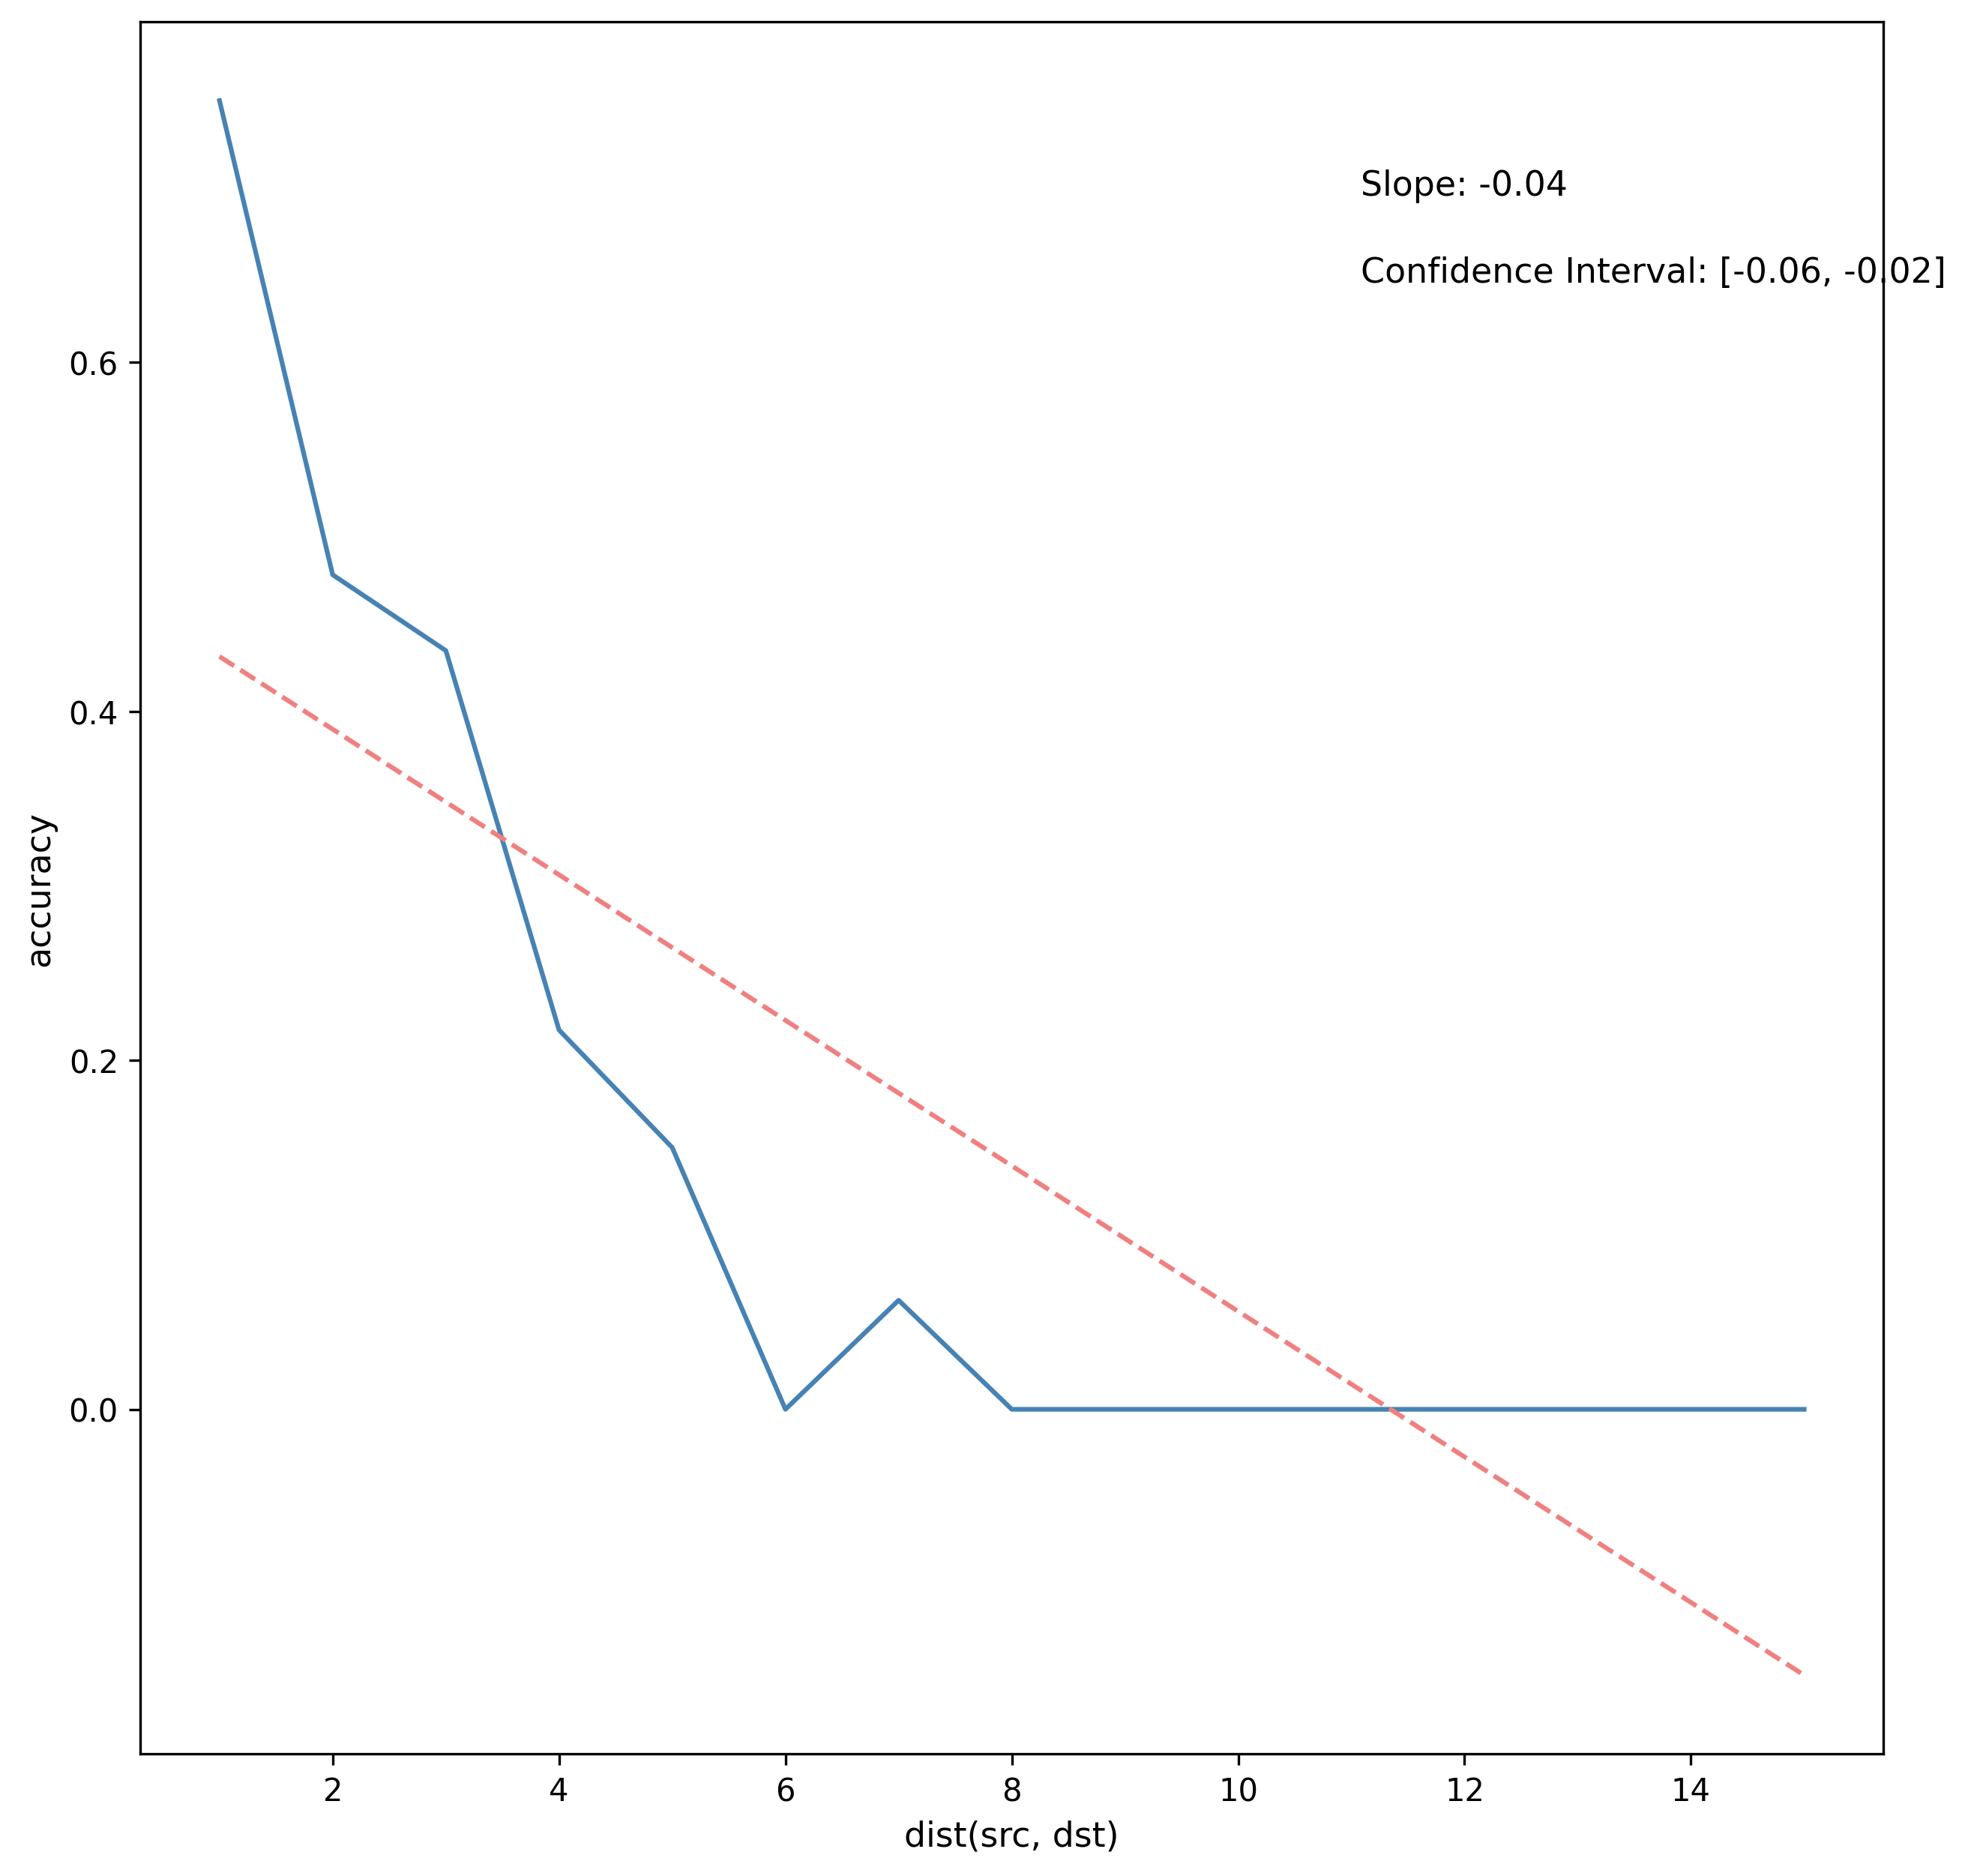 Slope: -0.04
Confidence Interval: [-0.06, -0.02]
0.6
0.4
0.2
0.0
accuracy
2 4 6 8 10 12 14
dist(src, dst)